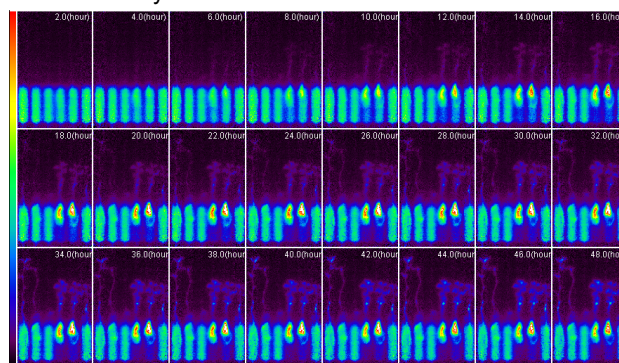 2.0(hour) 4.0(hour) 6.0(hour) 8.0(hour) 10.0(hour) 12.0(hour) 14.0(hour) 16.0(
18.0(hour) 20.0(hour) 22.0(hour) 24.0(hour) 26.0(hour) 28.0(hour) 30.0(hour) 32.0(
34.0(hour) 36.0(hour) 38.0(hour) 40.0(hour) 42.0(hour) 44.0(hour) 46.0(hour) 48.0(